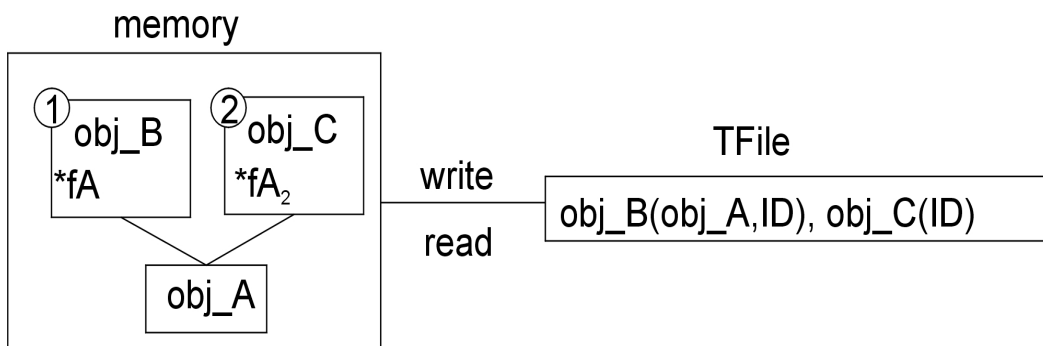 memory
1
obj_B
*fA
2
obj_C
*fA₂
obj_A
write
read
TFile
obj_B(obj_A,ID), obj_C(ID)